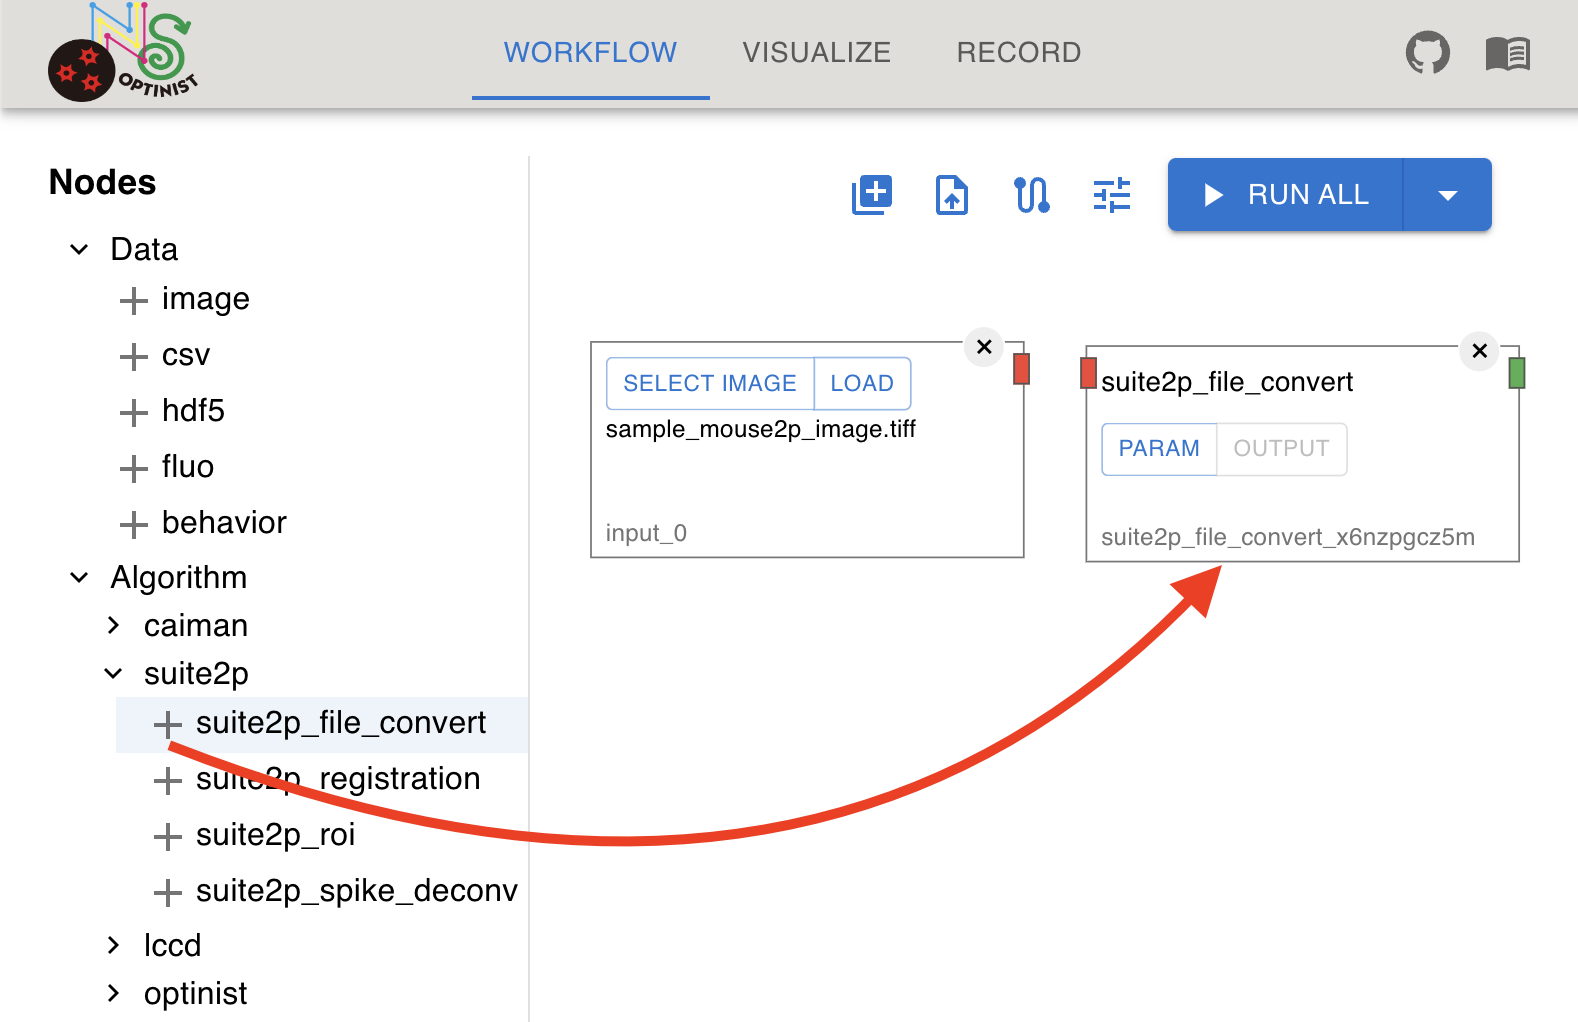 NS
OPTINIST
WORKFLOW
VISUALIZE
RECORD
Nodes
Data
image
csv
hdf5
fluo
behavior
Algorithm
caiman
suite2p
suite2p_file_convert
suite2p_registration
suite2p_roi
suite2p_spike_deconv
lccd
optinist
RUN ALL
SELECT IMAGE
LOAD
sample_mouse2p_image.tiff
input_0
suite2p_file_convert
PARAM
OUTPUT
suite2p_file_convert_x6nzpgcz5m